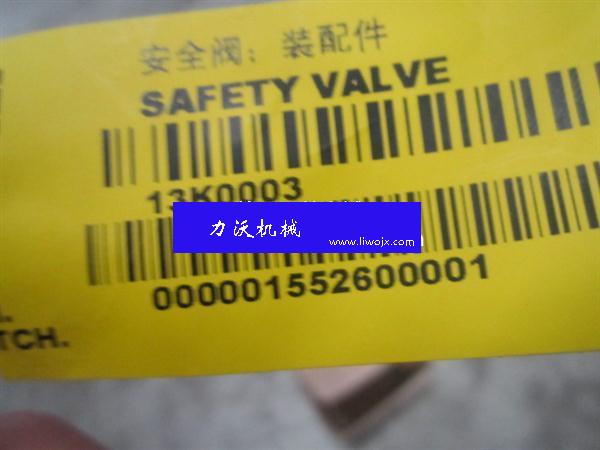 安全阀：装配件
SAFETY VALVE
13K0003
力沃机械
www.liwojx.com
000001552600001
TCH.